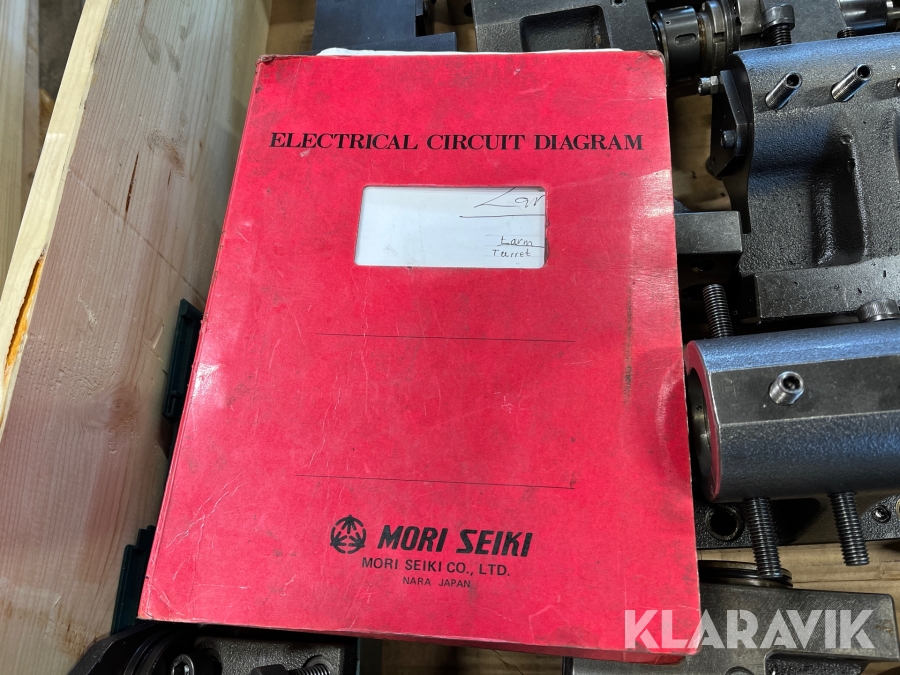 ELECTRICAL CIRCUIT DIAGRAM
Larm
Turret
MORI SEIKI
MORI SEIKI CO., LTD.
NARA JAPAN
KLARAVIK